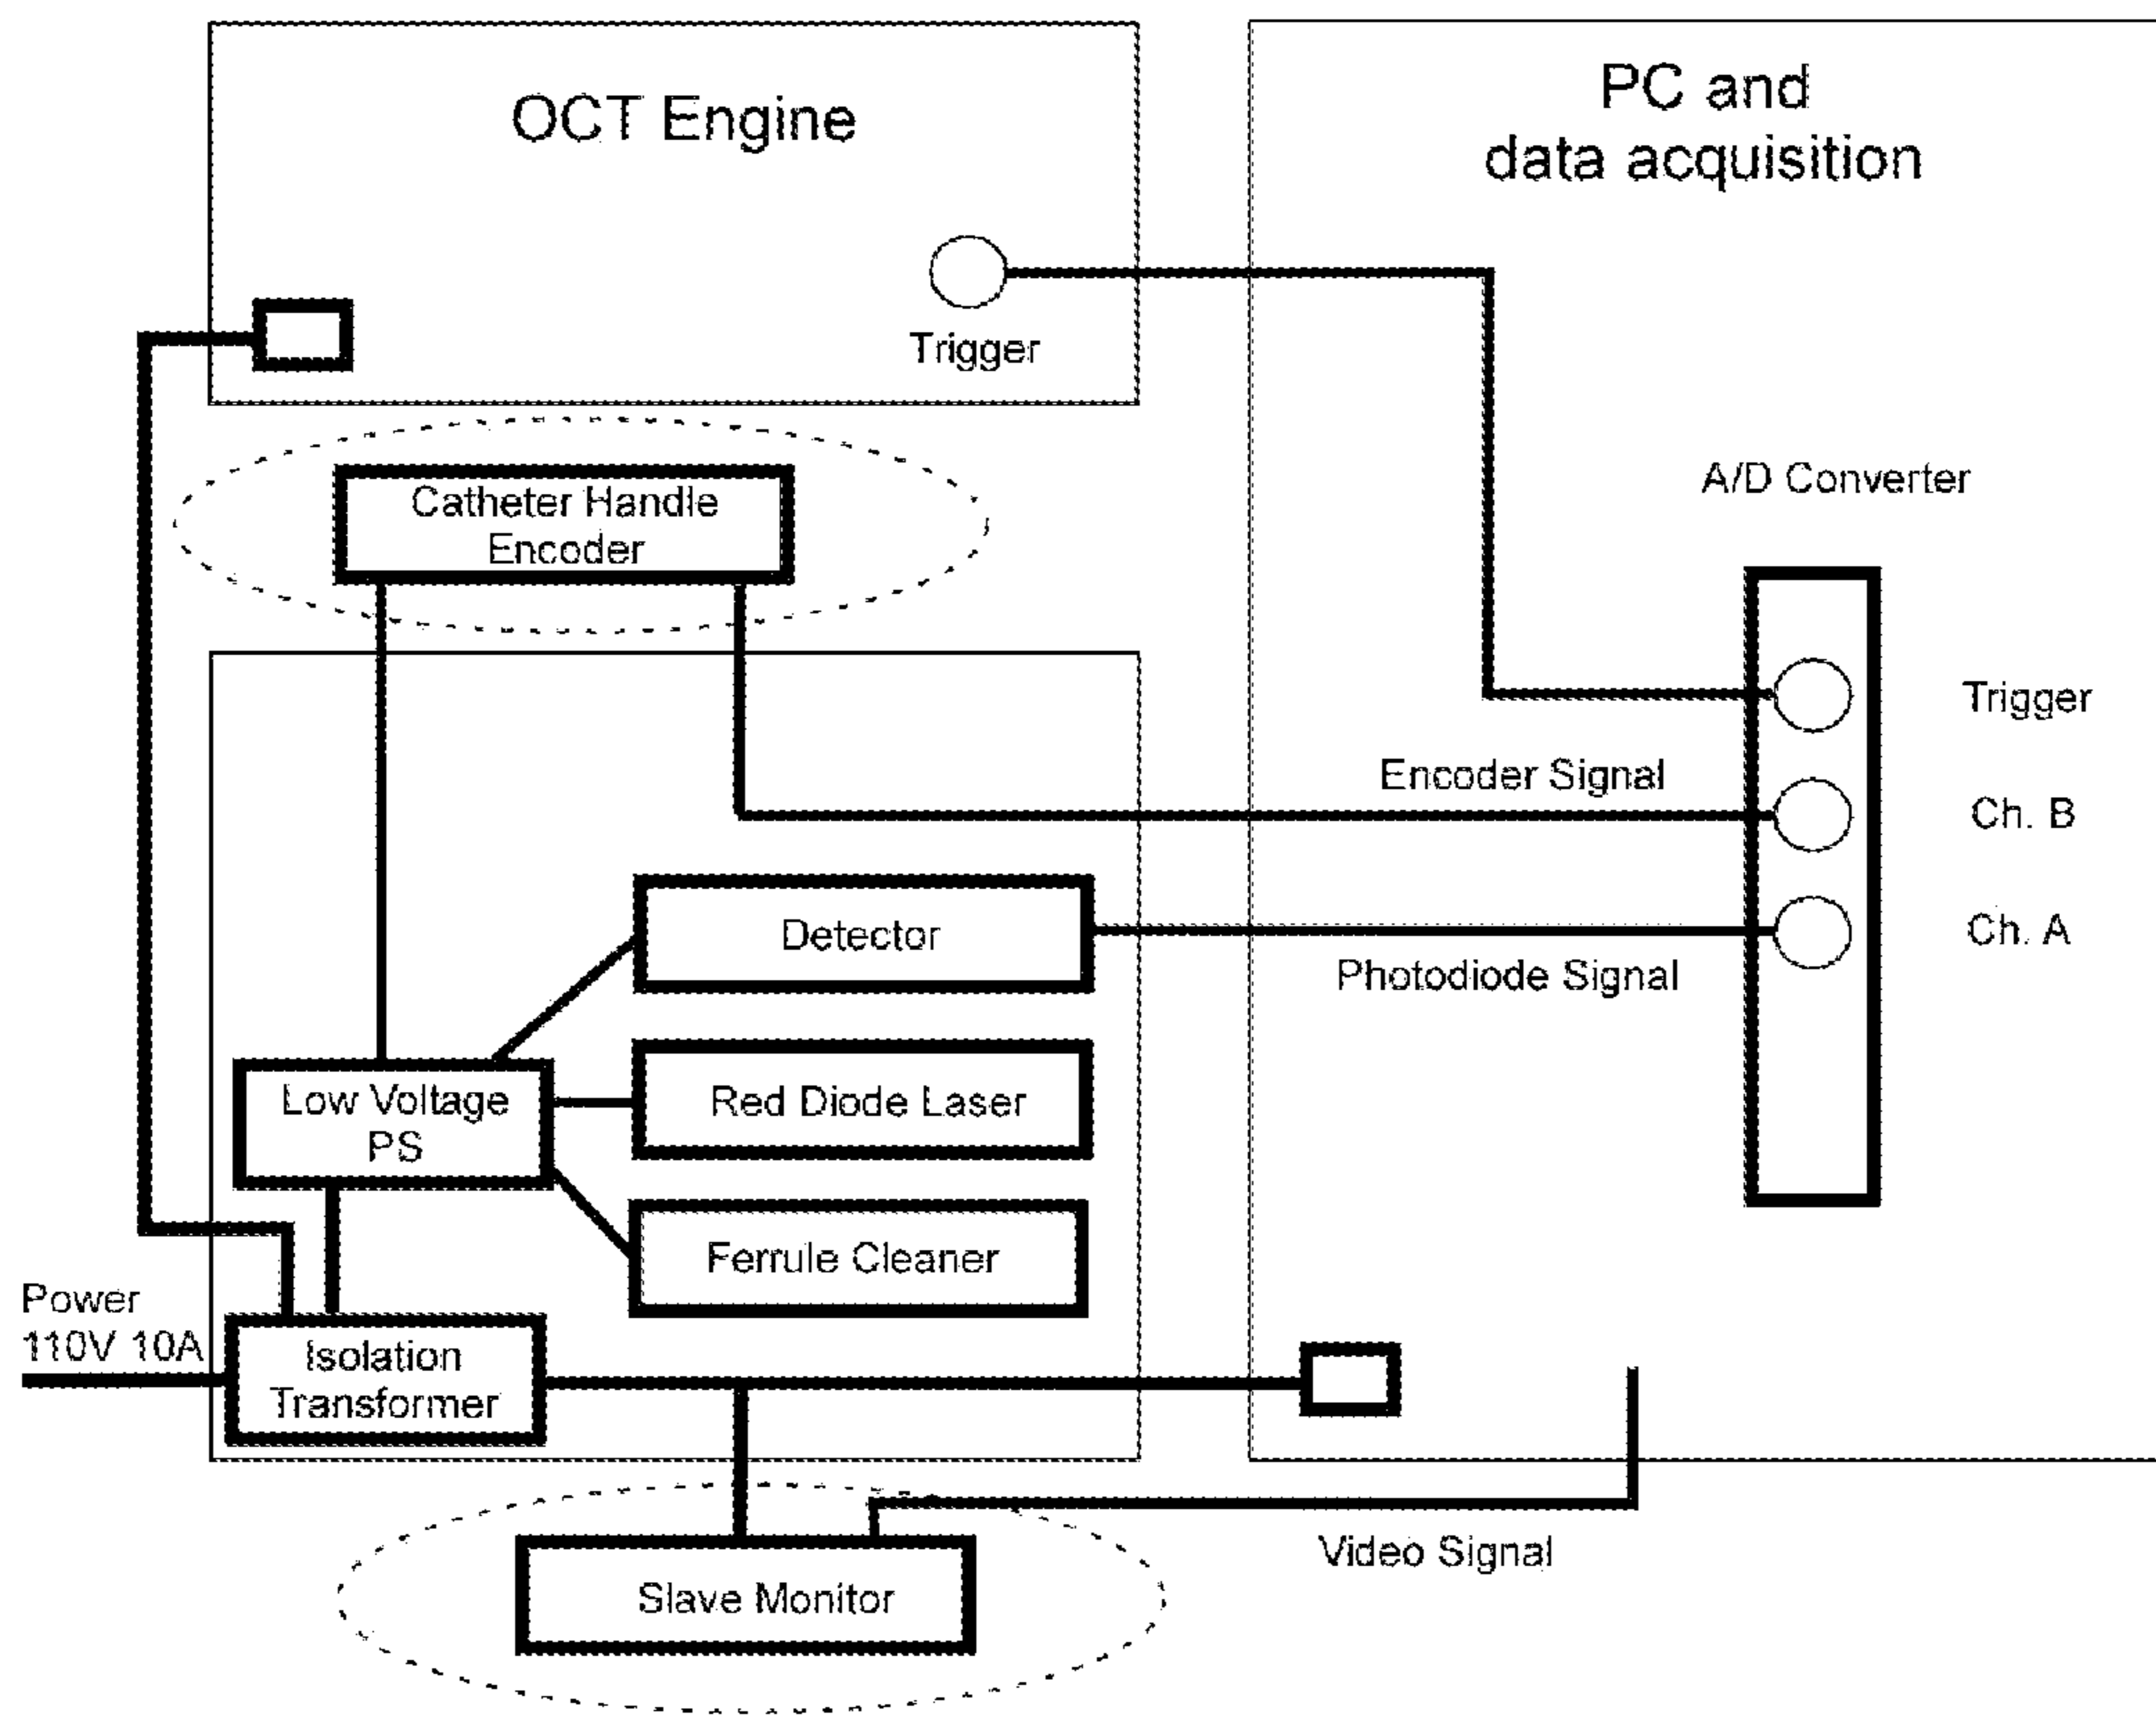 OCT Engine
PC and
data acquisition
Trigger
A/D Converter
Catheter Handle
Encoder
Trigger
Encoder Signal
Ch. B
Detector
Ch. A
Photodiode Signal
Low Voltage
PS
Red Diode Laser
Ferrule Cleaner
Power
110V 10A
Isolation
Transformer
Video Signal
Slave Monitor